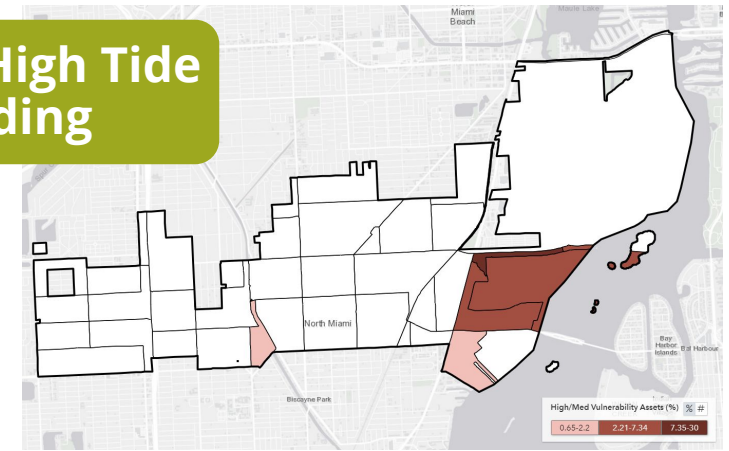 High Tide
ding
Miami
Beach
North Miami
Biscayne Park
Bay
Harbor
Islands
Bal Harbour
High/Med Vulnerability Assets (%)
% #
0.65-2.2
2.21-7.34
7.35-30